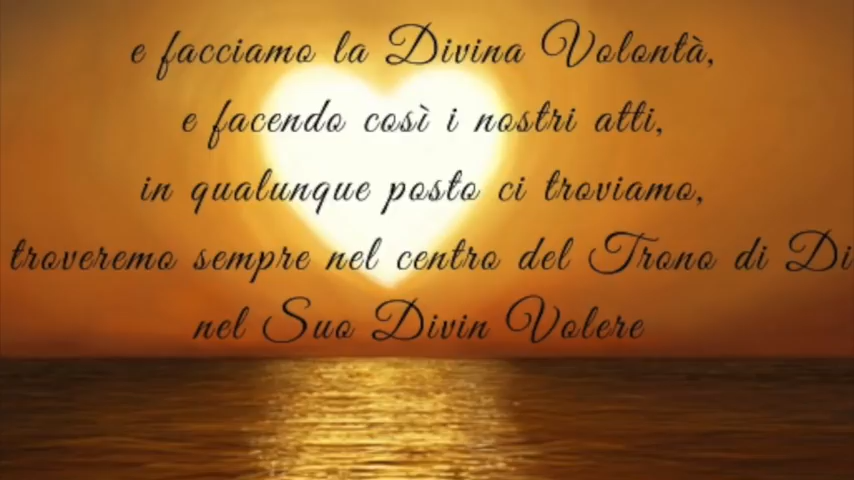 e facciamo la Divina Volontà,
e facendo così i nostri atti,
in qualunque posto ci troviamo,
troveremo sempre nel centro del Trono di Di
nel Suo Divin Volere